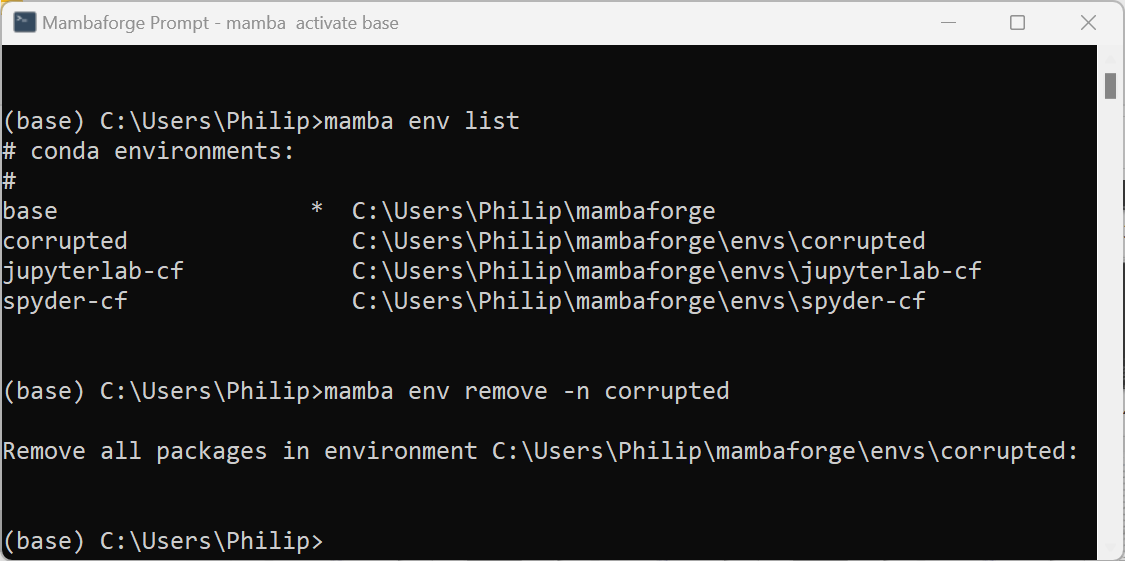 Mambaforge Prompt - mamba  activate base
(base) C:\Users\Philip>mamba env list
# conda environments:
#
base                  *  C:\Users\Philip\mambaforge
corrupted                C:\Users\Philip\mambaforge\envs\corrupted
jupyterlab-cf            C:\Users\Philip\mambaforge\envs\jupyterlab-cf
spyder-cf                C:\Users\Philip\mambaforge\envs\spyder-cf
(base) C:\Users\Philip>mamba env remove -n corrupted
Remove all packages in environment C:\Users\Philip\mambaforge\envs\corrupted:
(base) C:\Users\Philip>